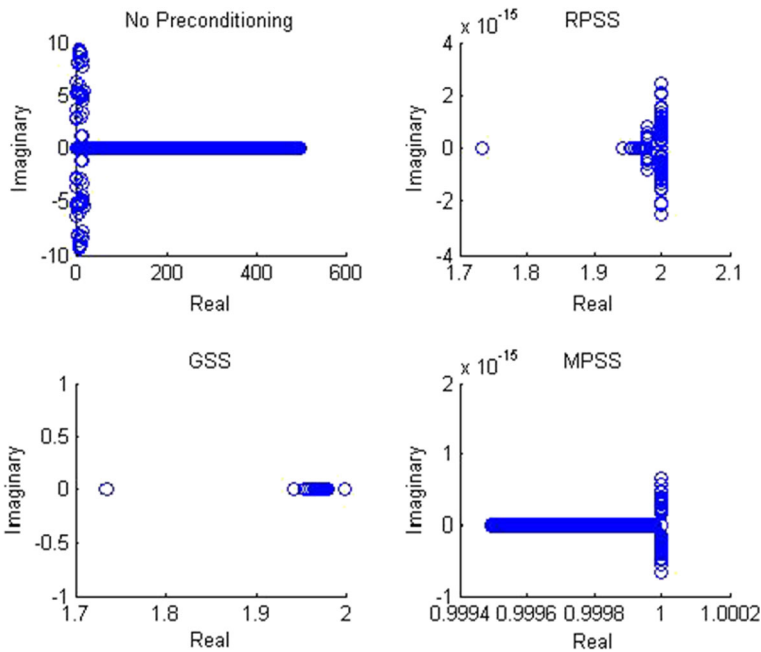 No Preconditioning
10
5
0
-5
-10
Imaginary
0
200
400
600
Real
RPSS
x 10^-15
4
2
0
-2
-4
Imaginary
1.7
1.8
1.9
2
2.1
Real
GSS
1
0.5
0
-0.5
-1
Imaginary
1.7
1.8
1.9
2
Real
MPSS
x 10^-15
2
1
0
-1
Imaginary
0.9994
0.9996
0.9998
1
1.0002
Real